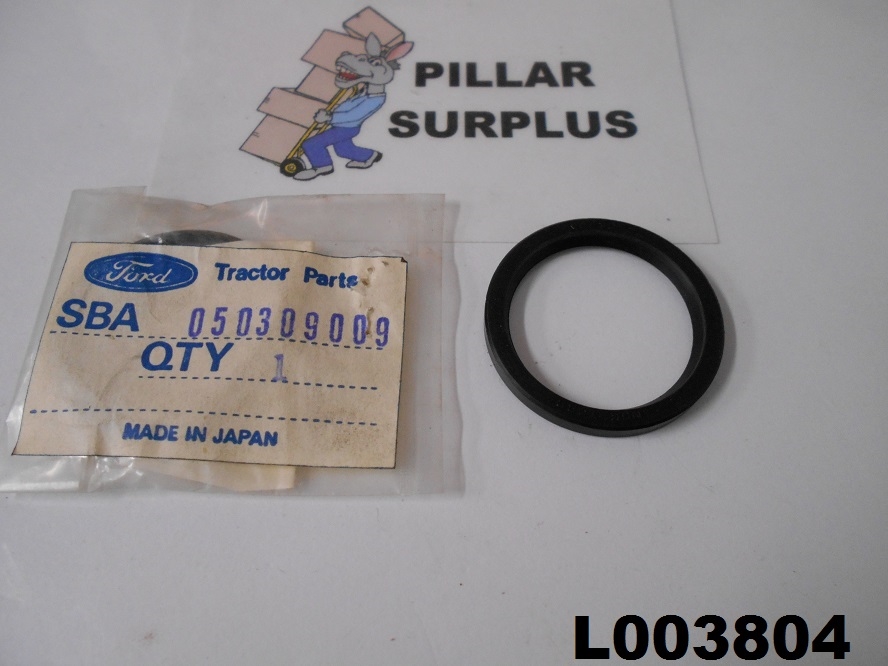 PILLAR
SURPLUS
Ford Tractor Parts
SBA 050309009
QTY 1
MADE IN JAPAN
L003804